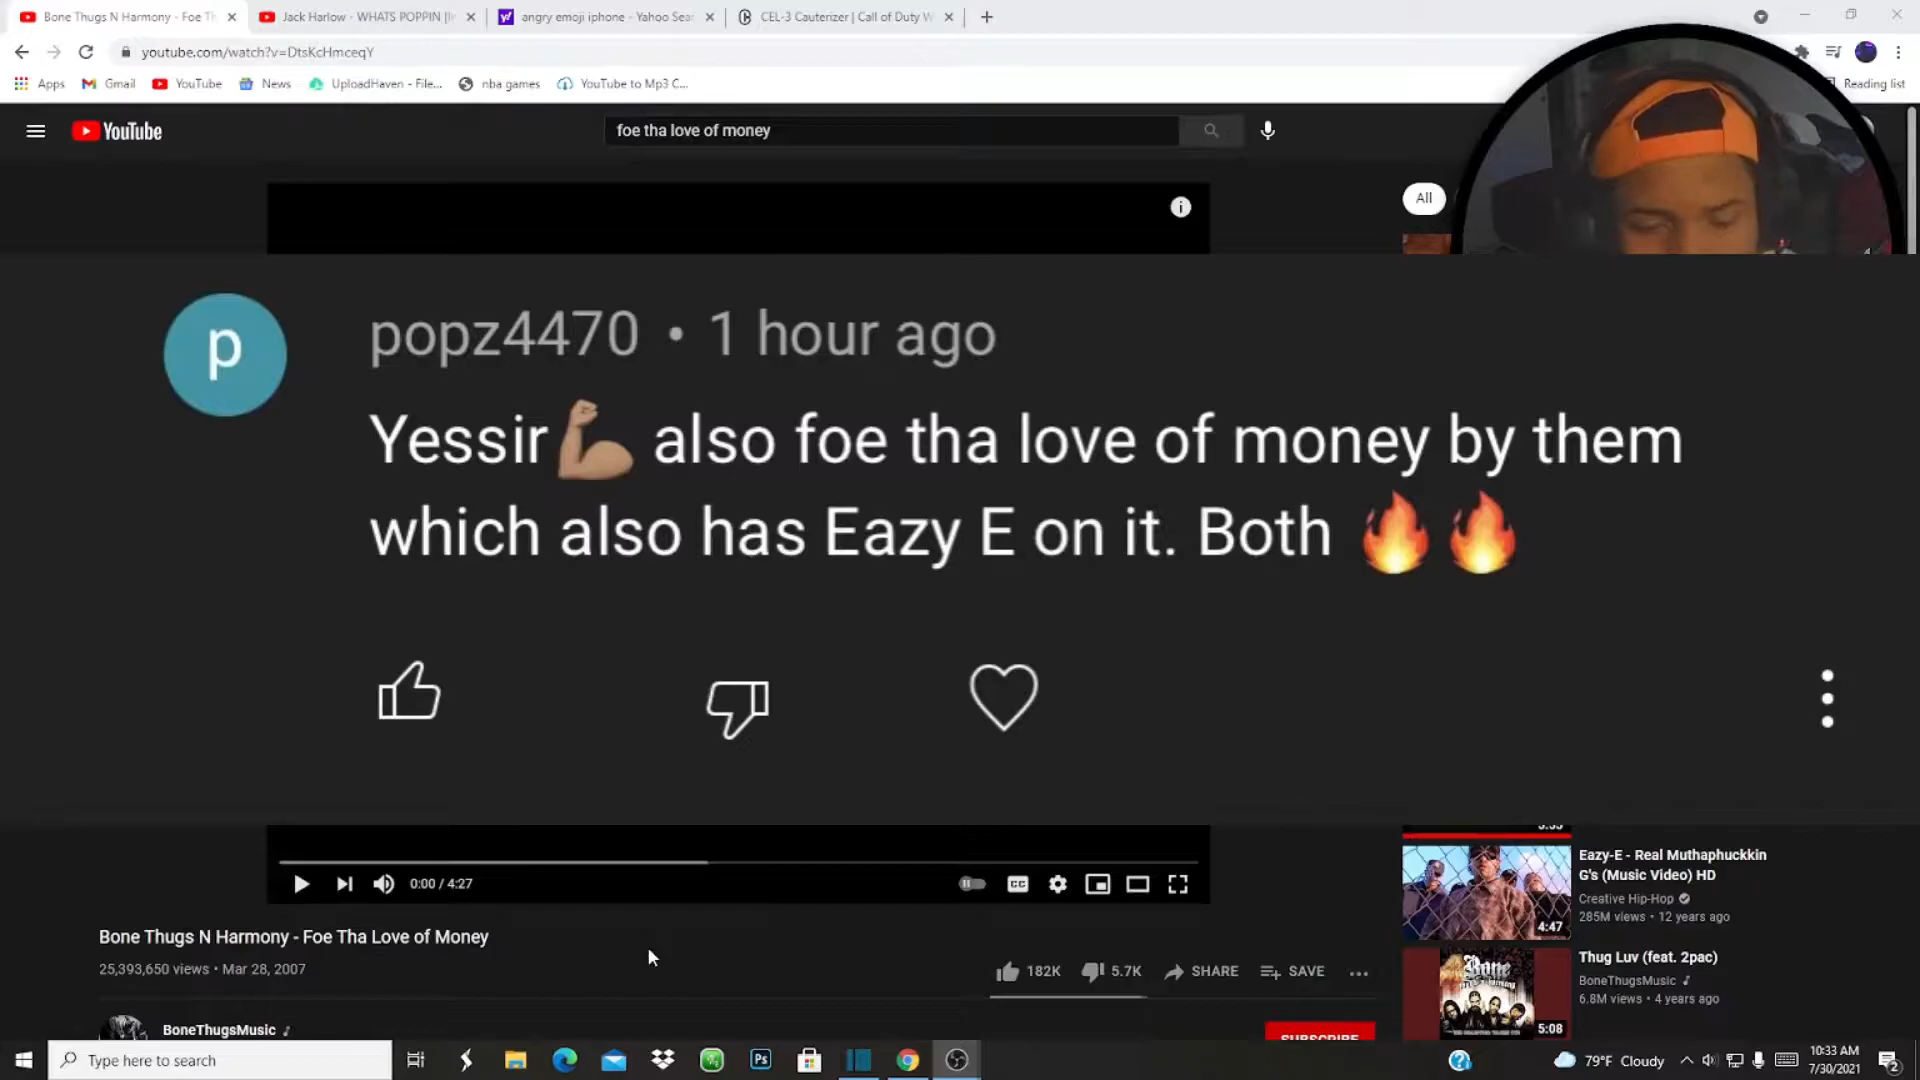 Bone Thugs N Harmony - Foe Th
Jack Harlow - WHATS POPPIN [
angry emoji iphone - Yahoo Sea
CEL-3 Cauterizer | Call of Duty W
youtube.com/watch?v=DtsKcHmceqY
Apps
Gmail
YouTube
News
UploadHaven - File...
nba games
YouTube to Mp3 C...
Reading list
YouTube
foe tha love of money
All
p
popz4470 • 1 hour ago
Yessir💪🏽 also foe tha love of money by them
which also has Eazy E on it. Both 🔥🔥
0:00 / 4:27
CC
Bone Thugs N Harmony - Foe Tha Love of Money
25,393,650 views • Mar 28, 2007
182K
5.7K
SHARE
SAVE
BoneThugsMusic
SUBSCRIBE
Eazy-E - Real Muthaphuckkin
G's (Music Video) HD
Creative Hip-Hop
285M views • 12 years ago
4:47
Thug Luv (feat. 2pac)
BoneThugsMusic
6.8M views • 4 years ago
Bone
5:08
Type here to search
Ps
79°F Cloudy
10:33 AM
7/30/2021
2